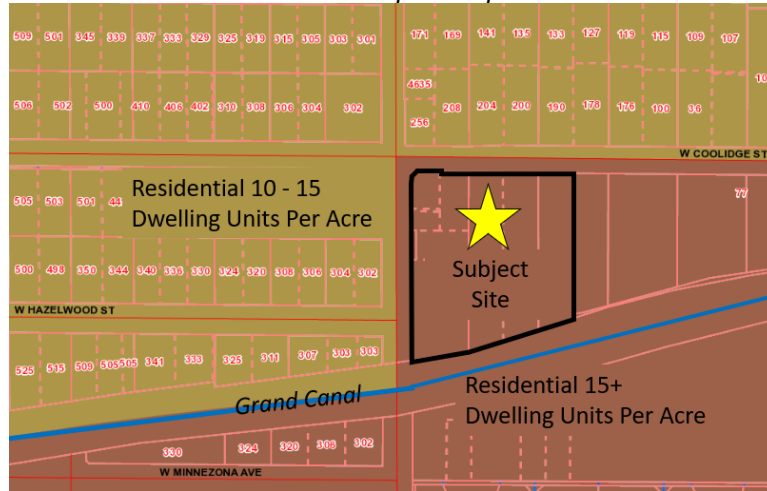 509 501 345 339 337 333 329 325 319 315 305 303 301
171 169 141 135 133 127 119 115 109 107
4635
506 502 500 410 406 402 310 308 306 304 302
256 208 204 200 190 178 176 100 36
W COOLIDGE ST
505 503 501 44
Residential 10 - 15
Dwelling Units Per Acre
77
500 498 350 344 340 336 330 324 320 308 306 304 302
Subject
Site
W HAZELWOOD ST
525 515 509 505 505 341 333 325 311 307 303 303
Grand Canal
Residential 15+
Dwelling Units Per Acre
330 324 320 306 302
W MINNEZONA AVE